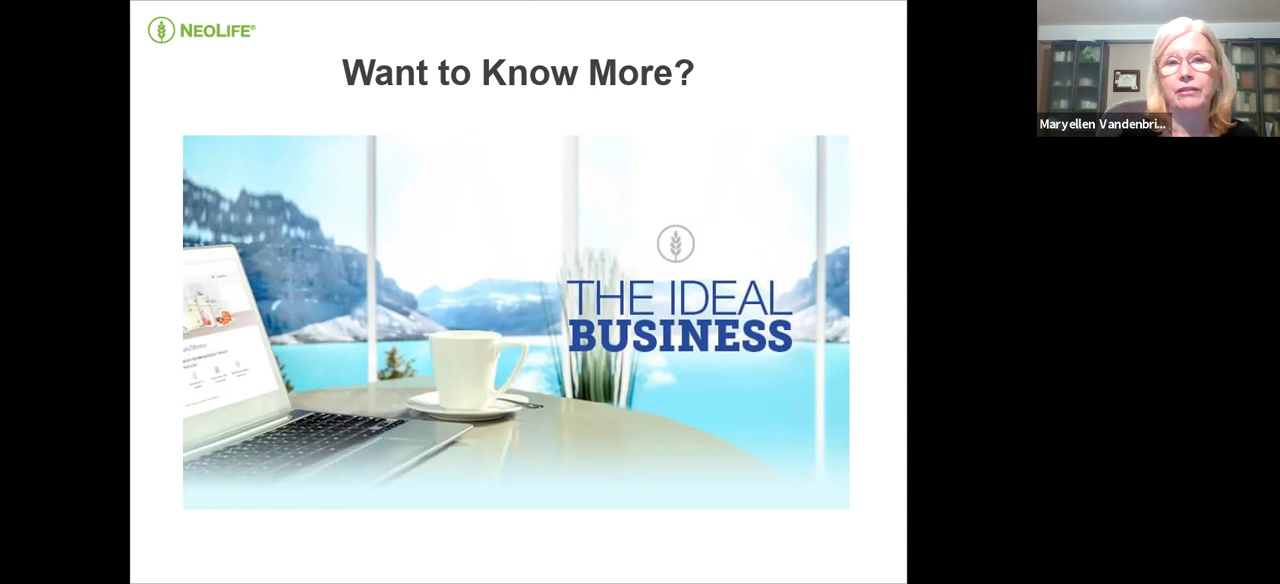 NEOLIFE®
Want to Know More?
THE IDEAL
BUSINESS
Maryellen Vandenbri...